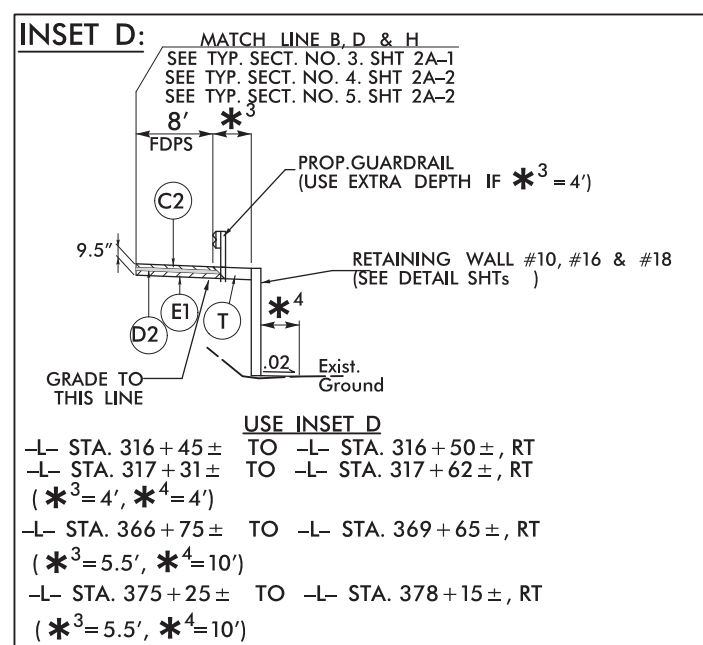 INSET D:
MATCH LINE B, D & H
SEE TYP. SECT. NO. 3. SHT 2A–1
SEE TYP. SECT. NO. 4. SHT 2A–2
SEE TYP. SECT. NO. 5. SHT 2A–2
8′ ✱3
FDPS
PROP.GUARDRAIL
(USE EXTRA DEPTH IF ✱3 = 4′)
C2
9.5″
RETAINING WALL #10, #16 & #18
(SEE DETAIL SHTs )
✱4
E1
T
D2
.02
Exist.
Ground
GRADE TO
THIS LINE
USE INSET D
–L– STA. 316+45± TO –L– STA. 316+50±, RT
–L– STA. 317+31± TO –L– STA. 317+62±, RT
(✱3=4′, ✱4=4′)
–L– STA. 366+75± TO –L– STA. 369+65±, RT
(✱3=5.5′, ✱4=10′)
–L– STA. 375+25± TO –L– STA. 378+15±, RT
(✱3=5.5′, ✱4=10′)